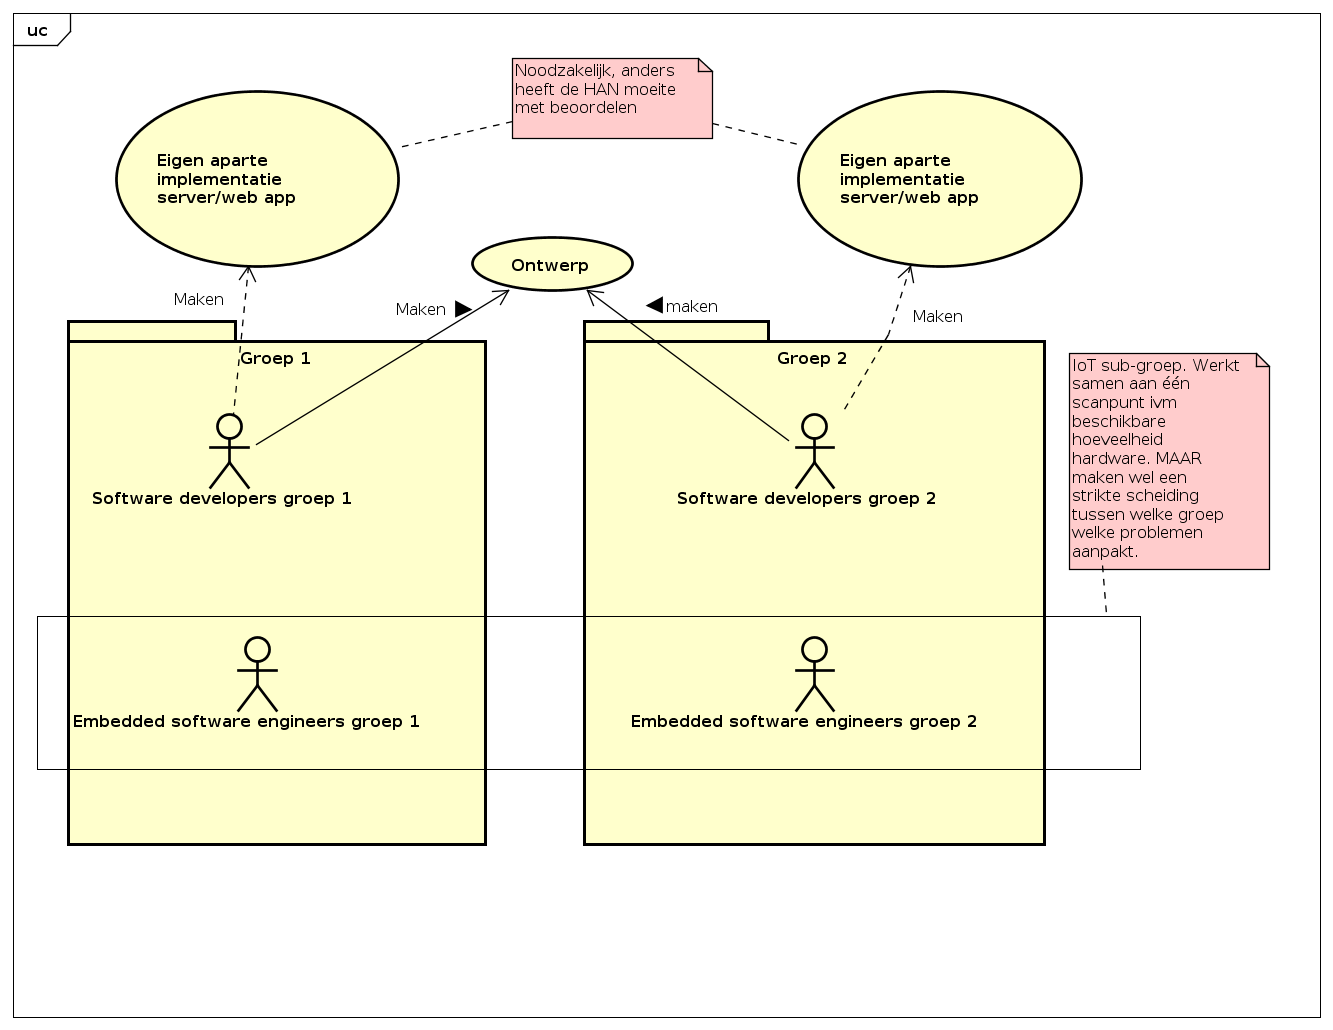 uc
Noodzakelijk, anders
heeft de HAN moeite
met beoordelen
Eigen aparte
implementatie
server/web app
Eigen aparte
implementatie
server/web app
Ontwerp
Maken
Maken
maken
Maken
Groep 1
Groep 2
IoT sub-groep. Werkt
samen aan één
scanpunt ivm
beschikbare
hoeveelheid
hardware. MAAR
maken wel een
strikte scheiding
tussen welke groep
welke problemen
aanpakt.
Software developers groep 1
Software developers groep 2
Embedded software engineers groep 1
Embedded software engineers groep 2